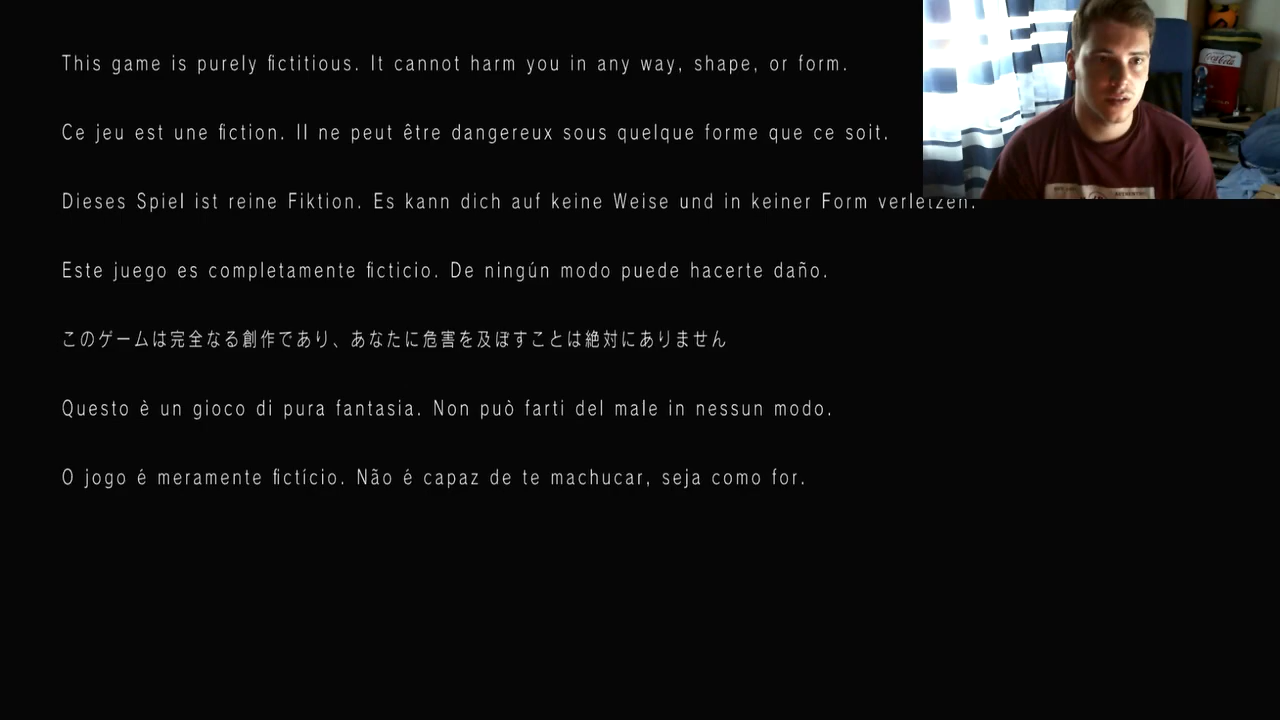 This game is purely fictitious. It cannot harm you in any way, shape, or form.
Ce jeu est une fiction. Il ne peut être dangereux sous quelque forme que ce soit.
Dieses Spiel ist reine Fiktion. Es kann dich auf keine Weise und in keiner Form verletzen.
Este juego es completamente ficticio. De ningún modo puede hacerte daño.
このゲームは完全なる創作であり、あなたに危害を及ぼすことは絶対にありません
Questo è un gioco di pura fantasia. Non può farti del male in nessun modo.
O jogo é meramente fictício. Não é capaz de te machucar, seja como for.
Coca-Cola